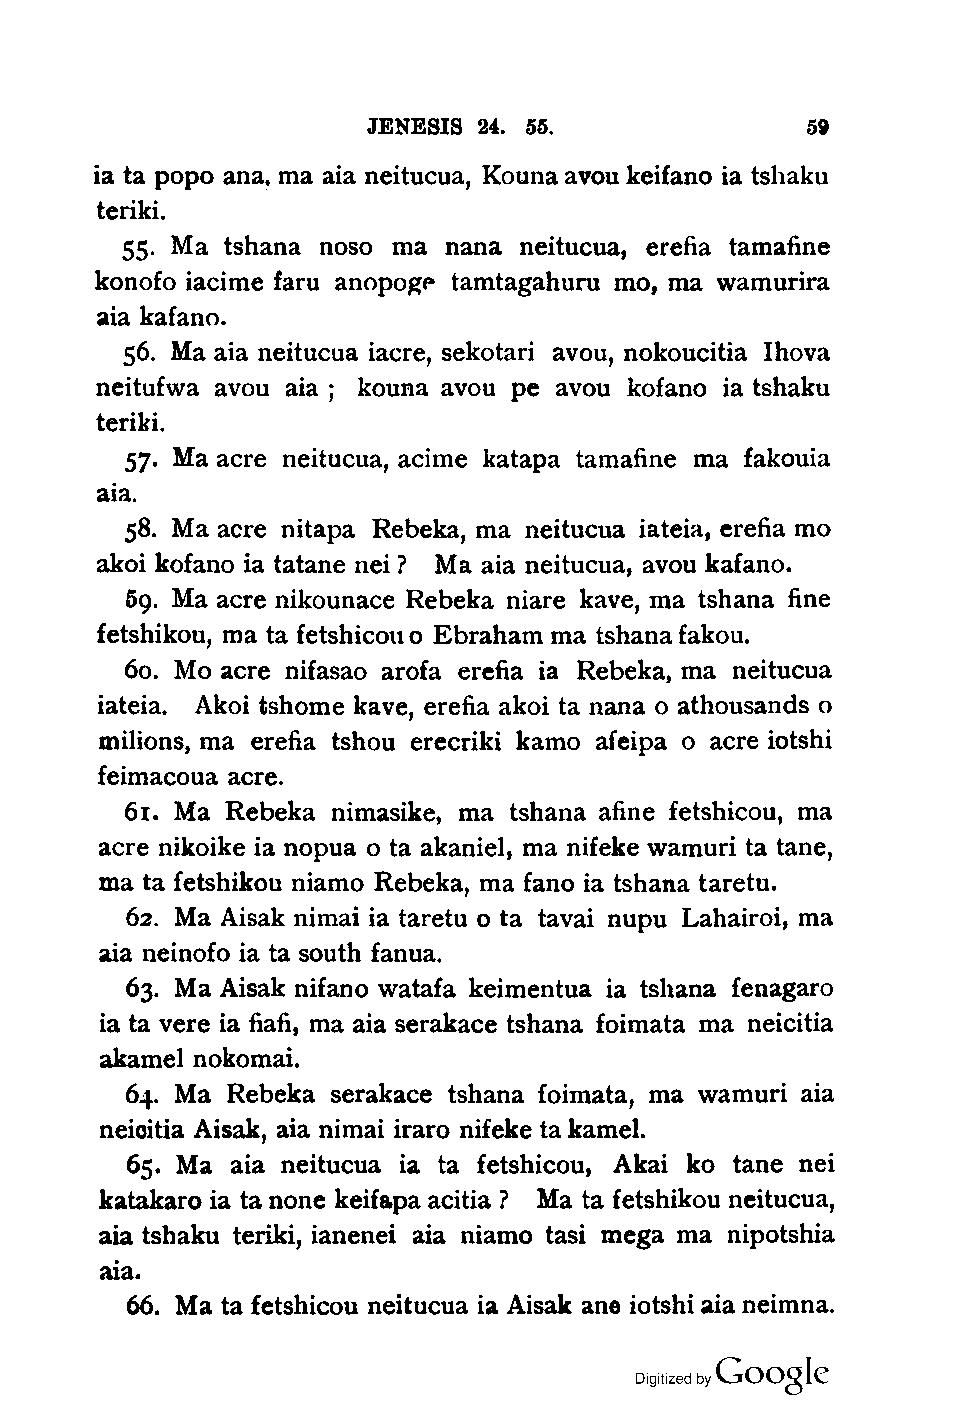 JENESIS 24. 55. 59
ia ta popo ana, ma aia neitucua, Kouna avou keifano ia tshaku
teriki.
55. Ma tshana noso ma nana neitucua, erefia tamafine
konofo iacime faru anopoge tamtagahuru mo, ma wamurira
aia kafano.
56. Ma aia neitucua iacre, sekotari avou, nokoucitia Ihova
neitufwa avou aia ; kouna avou pe avou kofano ia tshaku
teriki.
57. Ma acre neitucua, acime katapa tamafine ma fakouia
aia.
58. Ma acre nitapa Rebeka, ma neitucua iateia, erefia mo
akoi kofano ia tatane nei ? Ma aia neitucua, avou kafano.
59. Ma acre nikounace Rebeka niare kave, ma tshana fine
fetshikou, ma ta fetshicou o Ebraham ma tshana fakou.
60. Mo acre nifasao arofa erefia ia Rebeka, ma neitucua
iateia. Akoi tshome kave, erefia akoi ta nana o athousands o
milions, ma erefia tshou erecriki kamo afeipa o acre iotshi
feimacoua acre.
61. Ma Rebeka nimasike, ma tshana afine fetshicou, ma
acre nikoike ia nopua o ta akaniel, ma nifeke wamuri ta tane,
ma ta fetshikou niamo Rebeka, ma fano ia tshana taretu.
62. Ma Aisak nimai ia taretu o ta tavai nupu Lahairoi, ma
aia neinofo ia ta south fanua.
63. Ma Aisak nifano watafa keimentua ia tshana fenagaro
ia ta vere ia fiafi, ma aia serakace tshana foimata ma neicitia
akamel nokomai.
64. Ma Rebeka serakace tshana foimata, ma wamuri aia
neicitia Aisak, aia nimai iraro nifeke ta kamel.
65. Ma aia neitucua ia ta fetshicou, Akai ko tane nei
katakaro ia ta none keifapa acitia ? Ma ta fetshikou neitucua,
aia tshaku teriki, ianenei aia niamo tasi mega ma nipotshia
aia.
66. Ma ta fetshicou neitucua ia Aisak ane iotshi aia neimna.
Digitized by Google